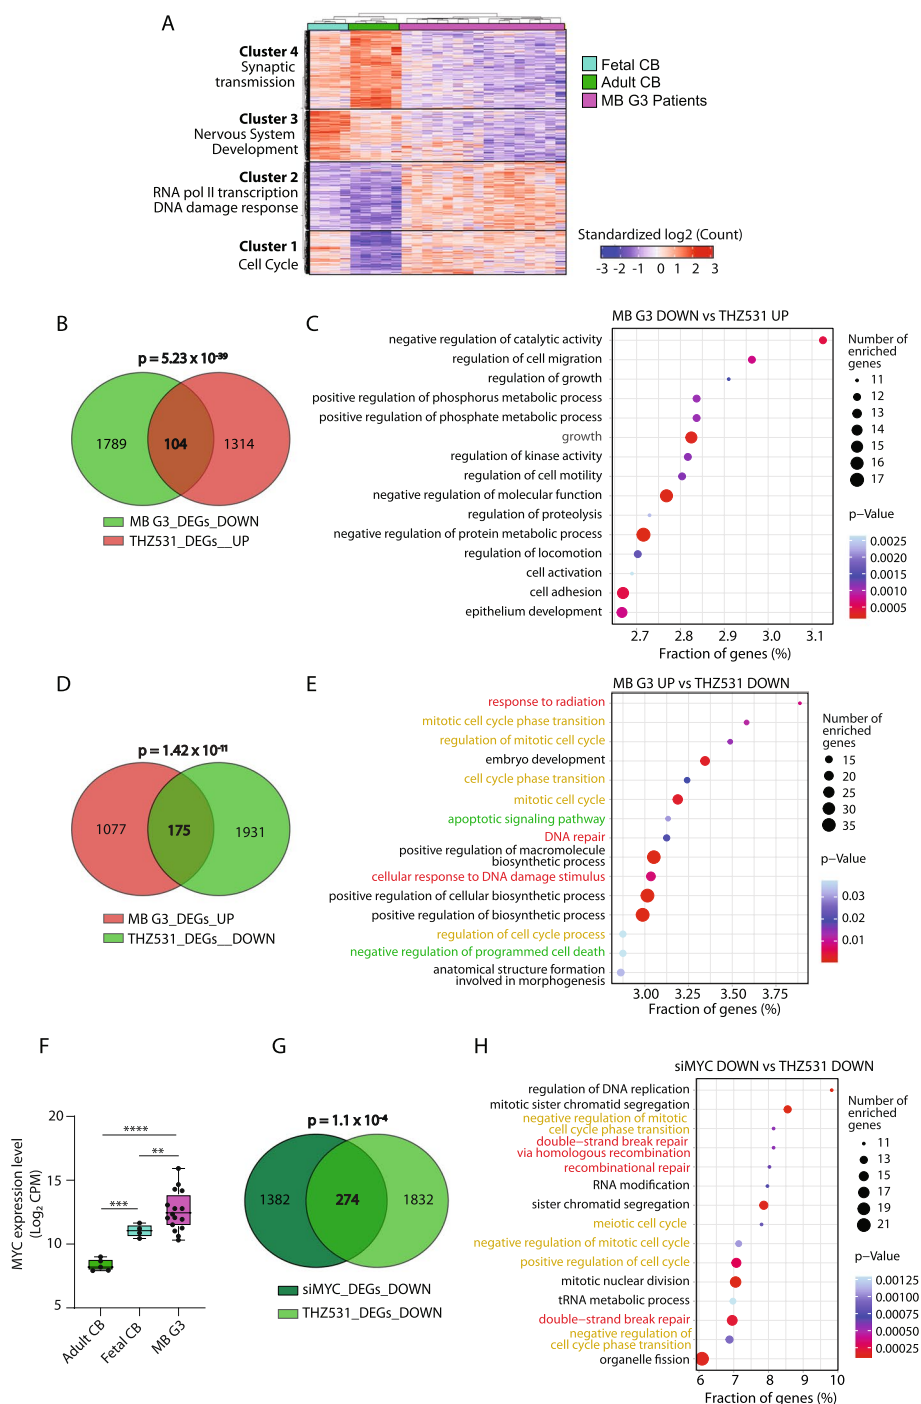 A
Cluster 4
Synaptic
transmission
Cluster 3
Nervous System
Development
Cluster 2
RNA pol II transcription
DNA damage response
Cluster 1
Cell Cycle
Fetal CB
Adult CB
MB G3 Patients
Standardized log2 (Count)
-3 -2 -1 0 1 2 3
B
p = 5.23 x 10⁻³⁹
1789 104 1314
MB G3_DEGs_DOWN
THZ531_DEGs__UP
C
MB G3 DOWN vs THZ531 UP
negative regulation of catalytic activity
regulation of cell migration
regulation of growth
positive regulation of phosphorus metabolic process
positive regulation of phosphate metabolic process
growth
regulation of kinase activity
regulation of cell motility
negative regulation of molecular function
regulation of proteolysis
negative regulation of protein metabolic process
regulation of locomotion
cell activation
cell adhesion
epithelium development
2.7 2.8 2.9 3.0 3.1
Fraction of genes (%)
Number of
enriched
genes
11
12
13
14
15
16
17
p-Value
0.0025
0.0015
0.0010
0.0005
D
p = 1.42 x 10⁻¹¹
1077 175 1931
MB G3_DEGs_UP
THZ531_DEGs__DOWN
E
MB G3 UP vs THZ531 DOWN
response to radiation
mitotic cell cycle phase transition
regulation of mitotic cell cycle
embryo development
cell cycle phase transition
mitotic cell cycle
apoptotic signaling pathway
DNA repair
positive regulation of macromolecule
biosynthetic process
cellular response to DNA damage stimulus
positive regulation of cellular biosynthetic process
positive regulation of biosynthetic process
regulation of cell cycle process
negative regulation of programmed cell death
anatomical structure formation
involved in morphogenesis
3.00 3.25 3.50 3.75
Fraction of genes (%)
Number of
enriched
genes
15
20
25
30
35
p-Value
0.03
0.02
0.01
F
MYC expression level
(Log₂ CPM)
20
15
10
5
****
**
***
Adult CB
Fetal CB
MB G3
G
p = 1.1 x 10⁻⁴
1382 274 1832
siMYC_DEGs_DOWN
THZ531_DEGs_DOWN
H
siMYC DOWN vs THZ531 DOWN
regulation of DNA replication
mitotic sister chromatid segregation
negative regulation of mitotic
cell cycle phase transition
double−strand break repair
via homologous recombination
recombinational repair
RNA modification
sister chromatid segregation
meiotic cell cycle
negative regulation of mitotic cell cycle
positive regulation of cell cycle
mitotic nuclear division
tRNA metabolic process
double−strand break repair
negative regulation of
cell cycle phase transition
organelle fission
6 7 8 9 10
Fraction of genes (%)
Number of
enriched
genes
11
13
15
17
19
21
p-Value
0.00125
0.00100
0.00075
0.00050
0.00025